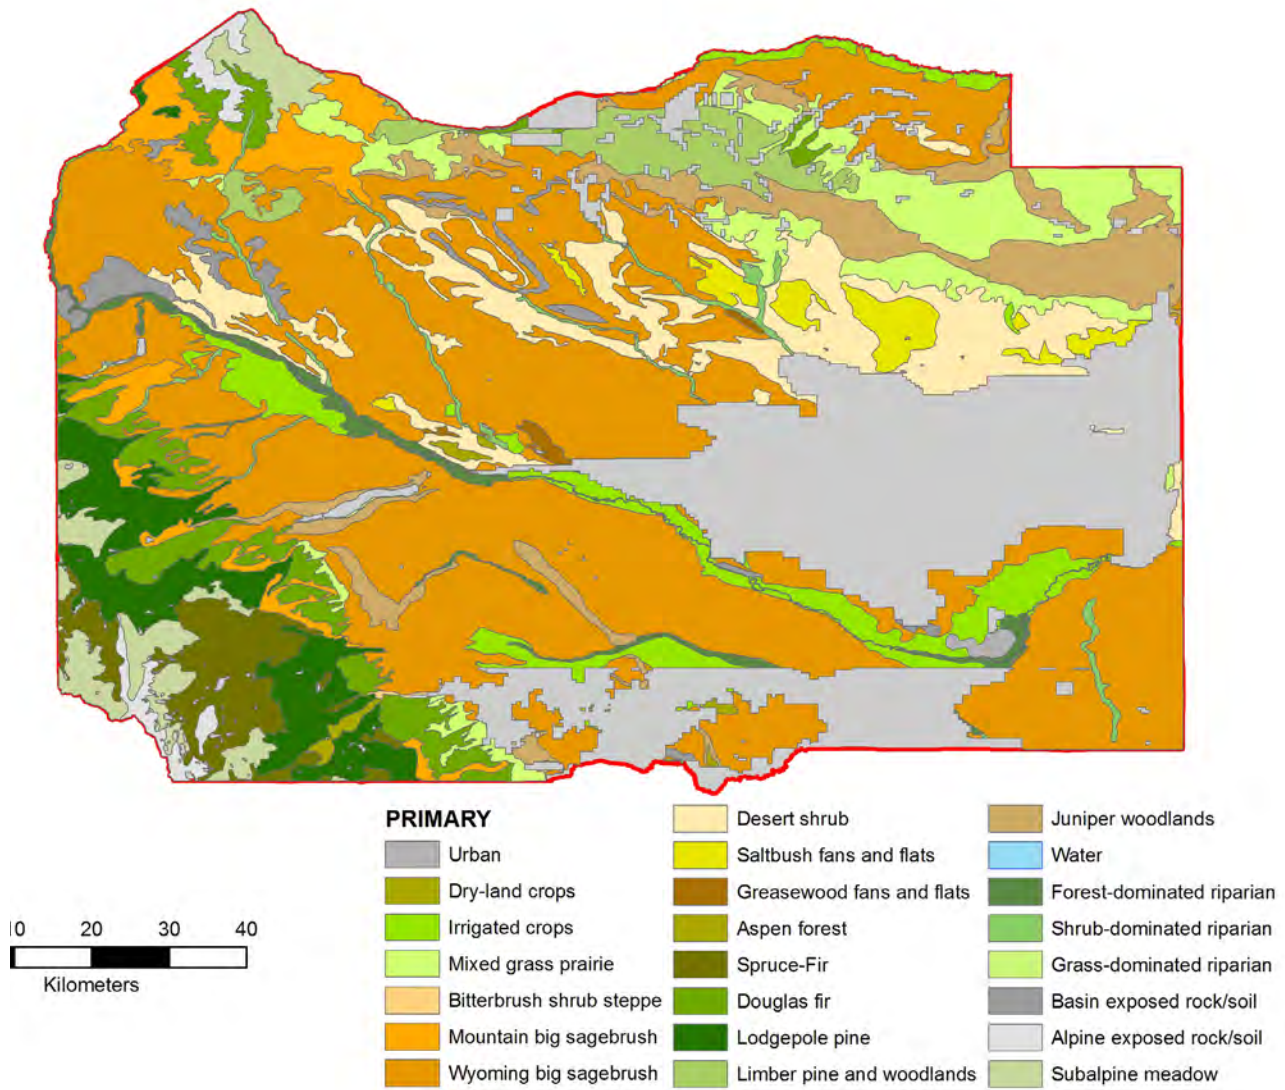 PRIMARY
Urban
Dry-land crops
Irrigated crops
Mixed grass prairie
Bitterbrush shrub steppe
Mountain big sagebrush
Wyoming big sagebrush
Desert shrub
Saltbush fans and flats
Greasewood fans and flats
Aspen forest
Spruce-Fir
Douglas fir
Lodgepole pine
Limber pine and woodlands
Juniper woodlands
Water
Forest-dominated riparian
Shrub-dominated riparian
Grass-dominated riparian
Basin exposed rock/soil
Alpine exposed rock/soil
Subalpine meadow
0 20 30 40
Kilometers